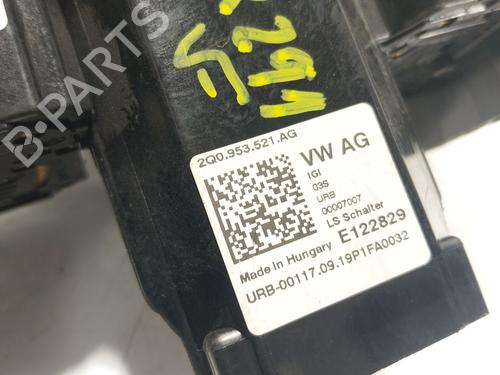 B-PARTS
291
2Q0.953.521.AG
VW AG
IGI
03S
URB
00007007
LS Schalter
Made in Hungary E122829
URB-00117.09.19P1FA0032